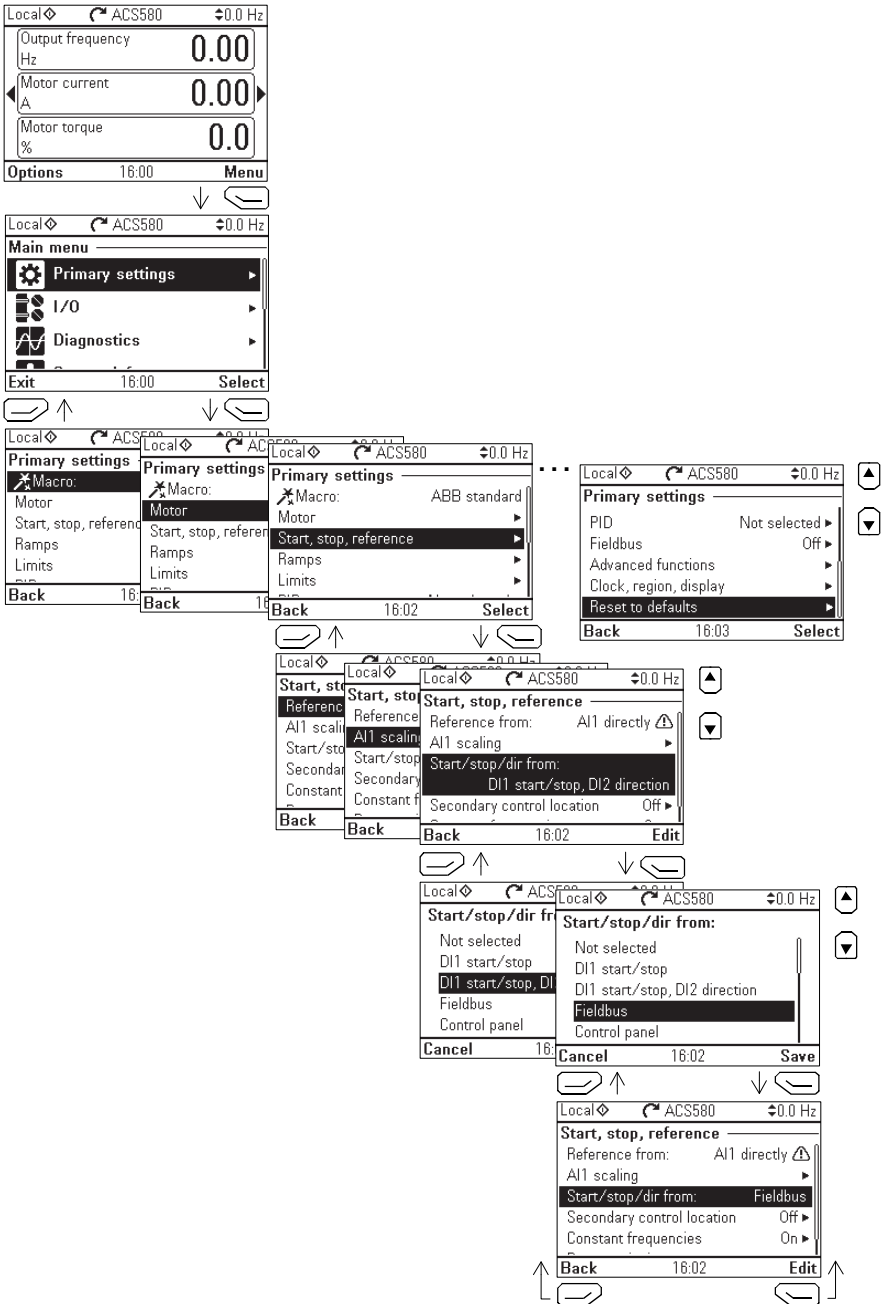 Local ACS580 0.0 Hz
Output frequency
Hz
0.00
Motor current
A
0.00
Motor torque
%
0.0
Options 16:00 Menu
Local ACS580 0.0 Hz
Main menu
Primary settings
I/O
Diagnostics
Exit 16:00 Select
Local
Primary settings
Macro:
Motor
Start, stop,
Ramps
Limits
Back
Local
Primary settings
Macro:
Motor
Start, stop,
Ramps
Limits
Back
Local ACS580 0.0 Hz
Primary settings
Macro: ABB standard
Motor
Start, stop, reference
Ramps
Limits
Back 16:02 Select
...
Local ACS580 0.0 Hz
Primary settings
PID Not selected
Fieldbus Off
Advanced functions
Clock, region, display
Reset to defaults
Back 16:03 Select
Local
Start,
AI1
Constant
Back
Local
Start,
Reference
AI1
Secondary
Constant
Back
Local ACS580 0.0 Hz
Start, stop, reference
Reference from: AI1 directly
AI1 scaling
Start/stop/dir from:
DI1 start/stop, DI2 direction
Secondary control location Off
Back 16:02 Edit
Local
Start/stop/dir
Not selected
DI1 start/stop
DI1 start/stop,
Fieldbus
Control panel
Cancel
Local ACS580 0.0 Hz
Start/stop/dir from:
Not selected
DI1 start/stop
DI1 start/stop, DI2 direction
Fieldbus
Control panel
Cancel 16:02 Save
Local ACS580 0.0 Hz
Start, stop, reference
Reference from: AI1 directly
AI1 scaling
Start/stop/dir from: Fieldbus
Secondary control location Off
Constant frequencies On
Back 16:02 Edit